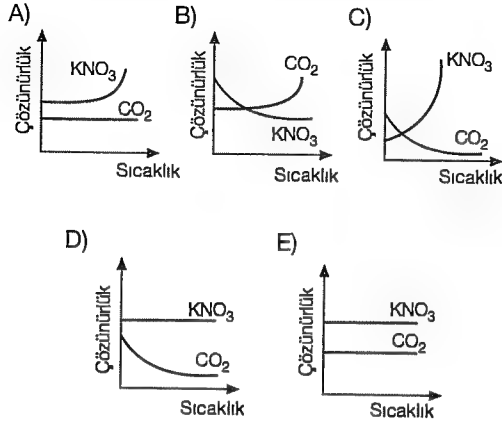 A)
Çözünürlük
KNO₃
CO₂
Sıcaklık
B)
Çözünürlük
CO₂
KNO₃
Sıcaklık
C)
Çözünürlük
KNO₃
CO₂
Sıcaklık
D)
Çözünürlük
KNO₃
CO₂
Sıcaklık
E)
Çözünürlük
KNO₃
CO₂
Sıcaklık